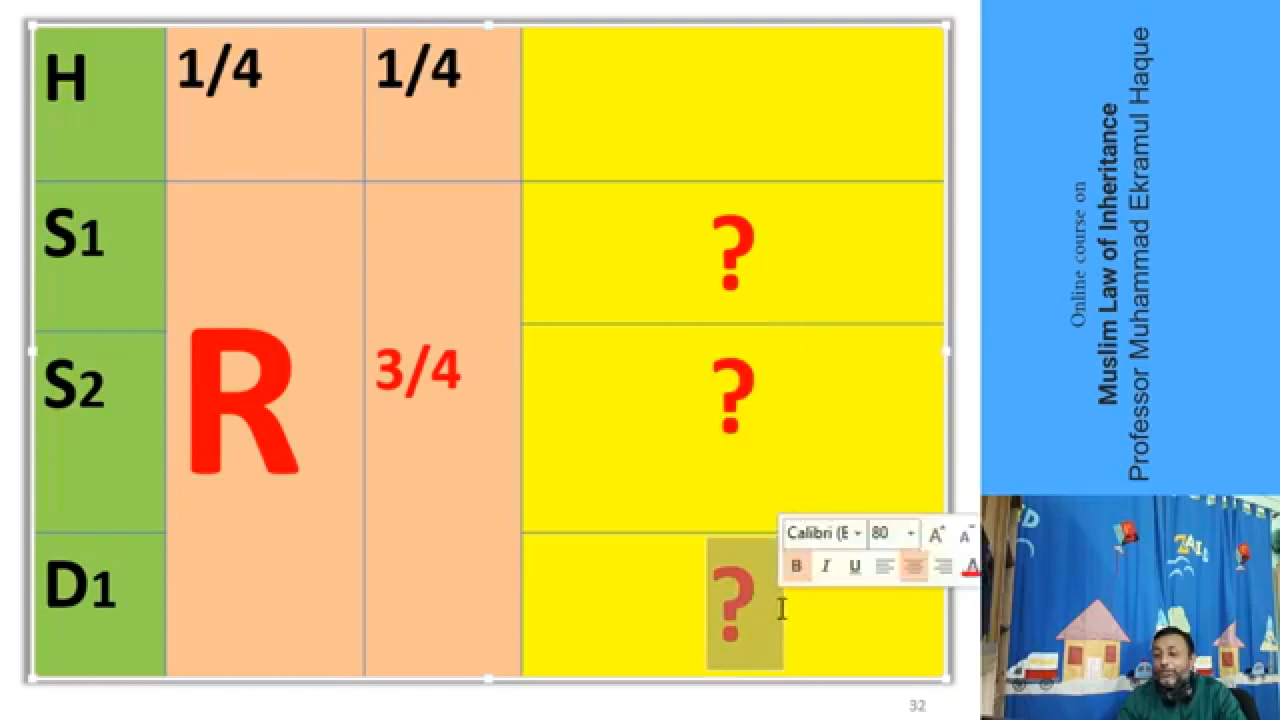 H 1/4 1/4
S1 ?
R
S2 3/4 ?
D1 ?
Calibri (E 80 A A
B I U A
32
Online course on
Muslim Law of Inheritance
Professor Muhammad Ekramul Haque